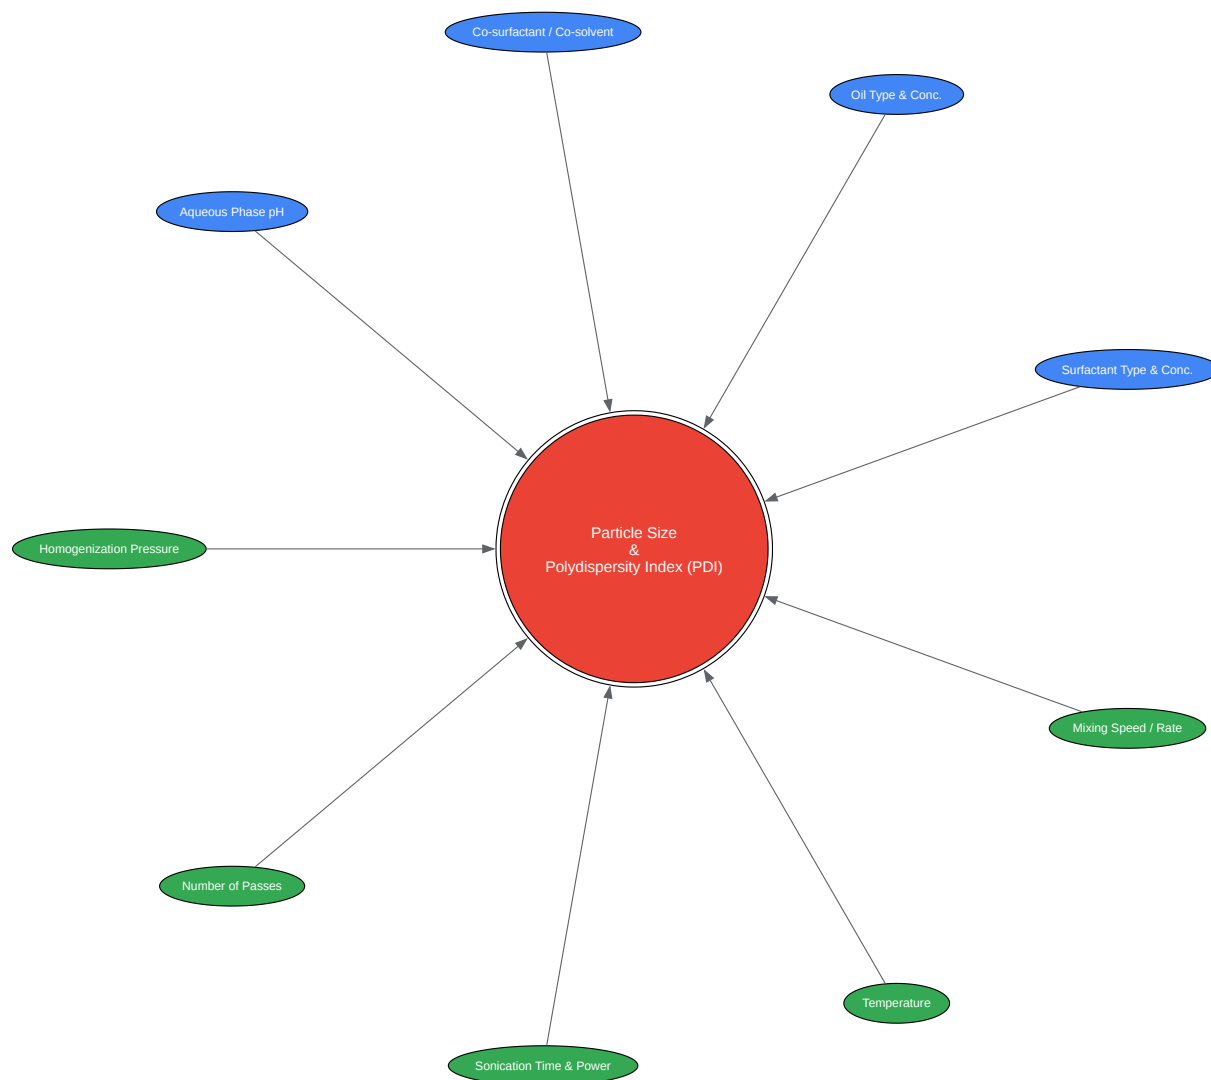 Co-surfactant / Co-solvent
Oil Type & Conc.
Aqueous Phase pH
Surfactant Type & Conc.
Particle Size
&
Polydispersity Index (PDI)
Homogenization Pressure
Mixing Speed / Rate
Number of Passes
Temperature
Sonication Time & Power